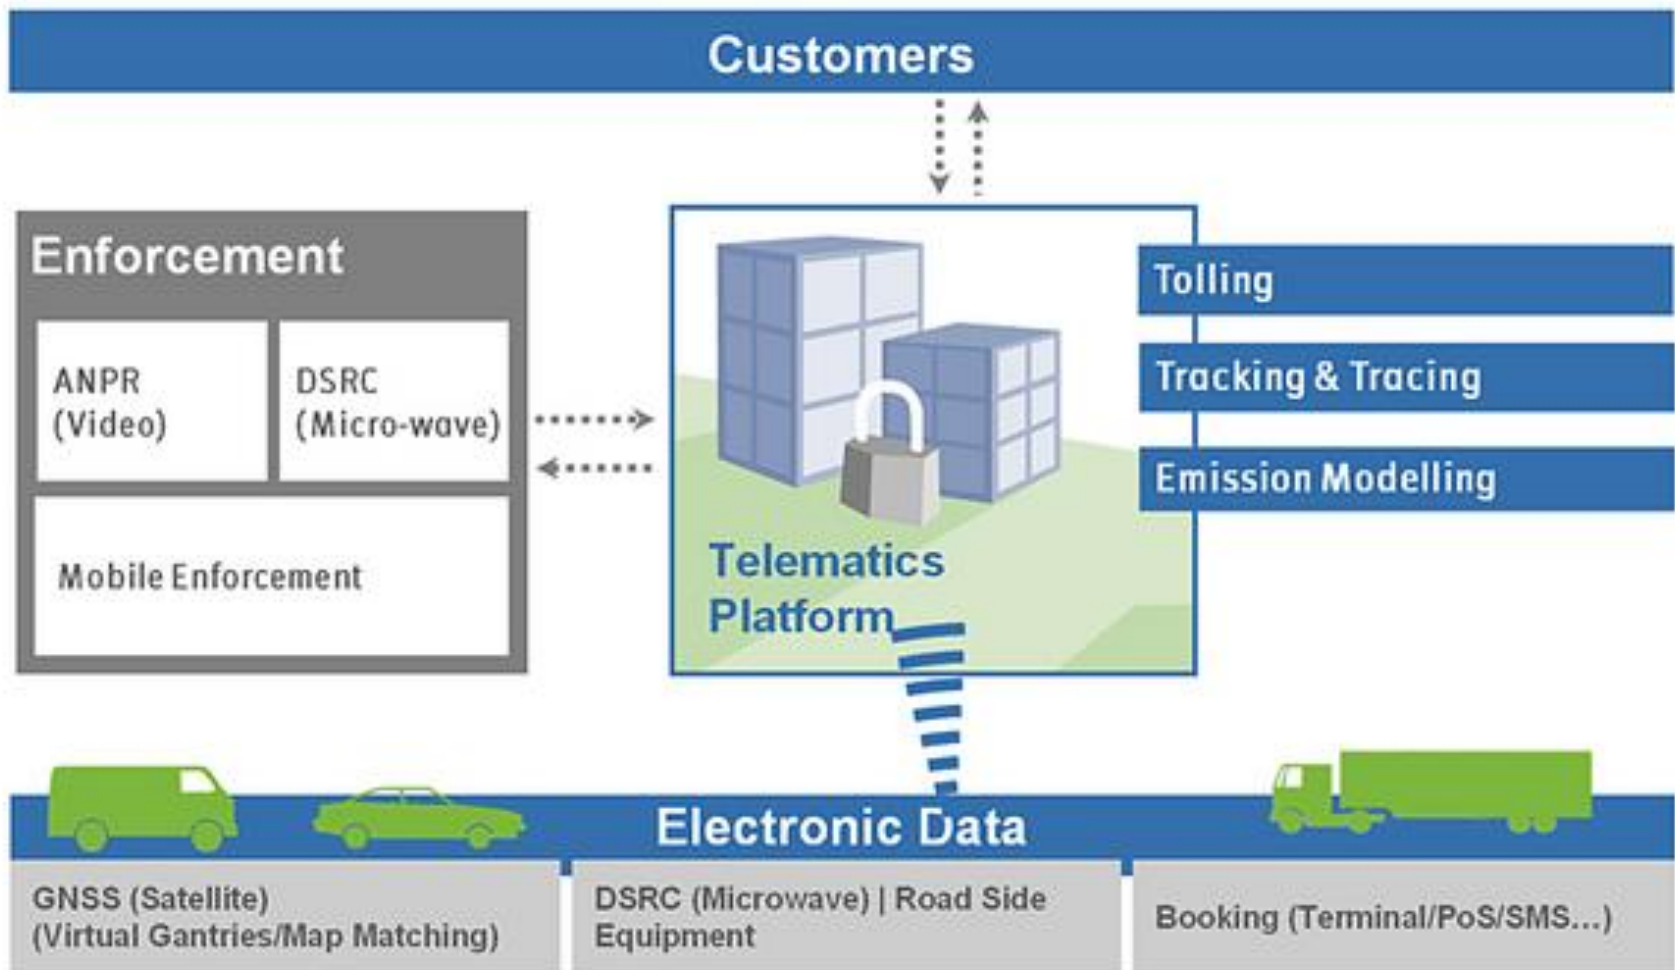 Customers
Enforcement
ANPR
(Video)
DSRC
(Micro-wave)
Mobile Enforcement
Telematics
Platform
Tolling
Tracking & Tracing
Emission Modelling
Electronic Data
GNSS (Satellite)
(Virtual Gantries/Map Matching)
DSRC (Microwave) | Road Side
Equipment
Booking (Terminal/PoS/SMS...)